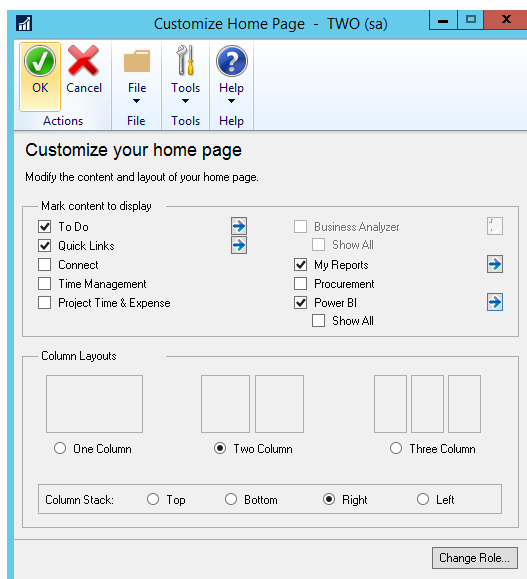 Customize Home Page - TWO (sa)
OK Cancel File Tools Help
Actions File Tools Help
Customize your home page
Modify the content and layout of your home page.
Mark content to display
To Do
Quick Links
Connect
Time Management
Project Time & Expense
Business Analyzer
Show All
My Reports
Procurement
Power BI
Show All
Column Layouts
One Column Two Column Three Column
Column Stack: Top Bottom Right Left
Change Role...